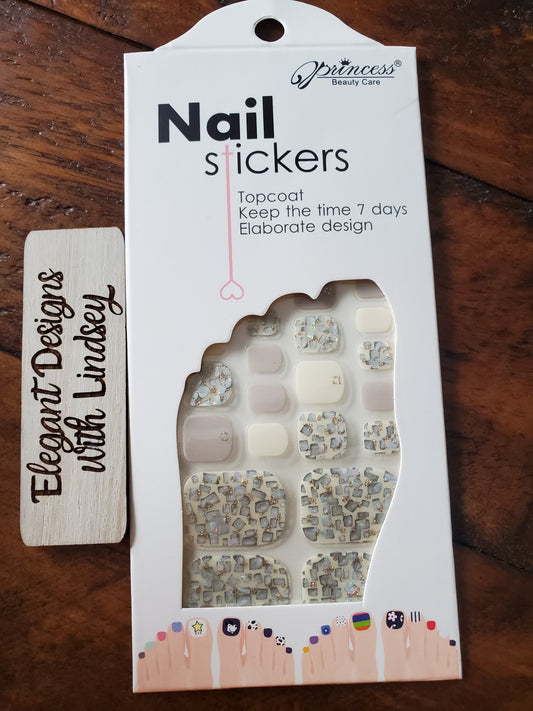 Princess®
Beauty Care
Nail
stickers
Topcoat
Keep the time 7 days
Elaborate design
Elegant Designs
with Lindsey